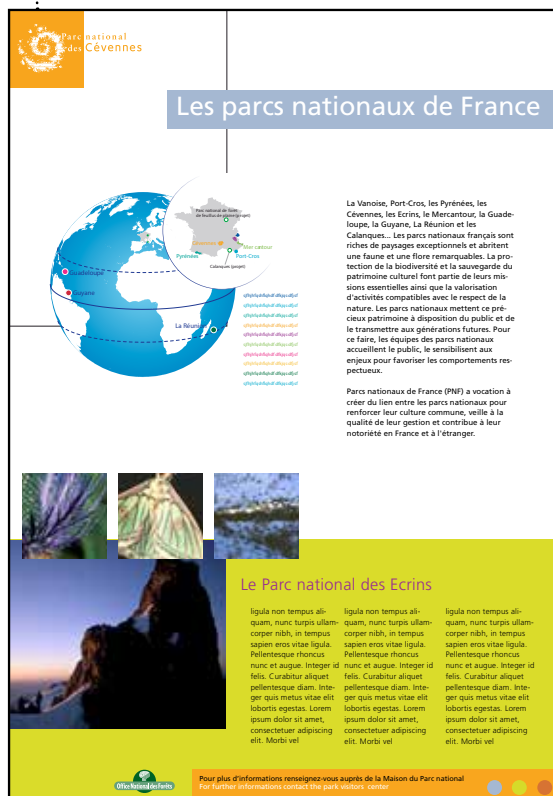 Parc national
des Cévennes
Les parcs nationaux de France
Parc national de forêt
de feuillus de plaine (projet)
Cévennes
Mercantour
Pyrénées
Port-Cros
Calanques (projet)
Guadeloupe
Guyane
La Réunion
La Vanoise, Port-Cros, les Pyrénées, les
Cévennes, les Ecrins, le Mercantour, la Guade-
loupe, la Guyane, La Réunion et les
Calanques... Les parcs nationaux français sont
riches de paysages exceptionnels et abritent
une faune et une flore remarquables. La pro-
tection de la biodiversité et la sauvegarde du
patrimoine culturel font partie de leurs mis-
sions essentielles ainsi que la valorisation
d'activités compatibles avec le respect de la
nature. Les parcs nationaux mettent ce pré-
cieux patrimoine à disposition du public et de
le transmettre aux générations futures. Pour
ce faire, les équipes des parcs nationaux
accueillent le public, le sensibilisent aux
enjeux pour favoriser les comportements res-
pectueux.
Parcs nationaux de France (PNF) a vocation à
créer du lien entre les parcs nationaux pour
renforcer leur culture commune, veille à la
qualité de leur gestion et contribue à leur
notoriété en France et à l'étranger.
Le Parc national des Ecrins
ligula non tempus ali-
quam, nunc turpis ullam-
corper nibh, in tempus
sapien eros vitae ligula.
Pellentesque rhoncus
nunc et augue. Integer id
felis. Curabitur aliquet
pellentesque diam. Inte-
ger quis metus vitae elit
lobortis egestas. Lorem
ipsum dolor sit amet,
consectetuer adipiscing
elit. Morbi vel
ligula non tempus ali-
quam, nunc turpis ullam-
corper nibh, in tempus
sapien eros vitae ligula.
Pellentesque rhoncus
nunc et augue. Integer id
felis. Curabitur aliquet
pellentesque diam. Inte-
ger quis metus vitae elit
lobortis egestas. Lorem
ipsum dolor sit amet,
consectetuer adipiscing
elit. Morbi vel
ligula non tempus ali-
quam, nunc turpis ullam-
corper nibh, in tempus
sapien eros vitae ligula.
Pellentesque rhoncus
nunc et augue. Integer id
felis. Curabitur aliquet
pellentesque diam. Inte-
ger quis metus vitae elit
lobortis egestas. Lorem
ipsum dolor sit amet,
consectetuer adipiscing
elit. Morbi vel
Office National des Forêts
Pour plus d'informations renseignez-vous auprès de la Maison du Parc national
For further informations contact the park visitors center